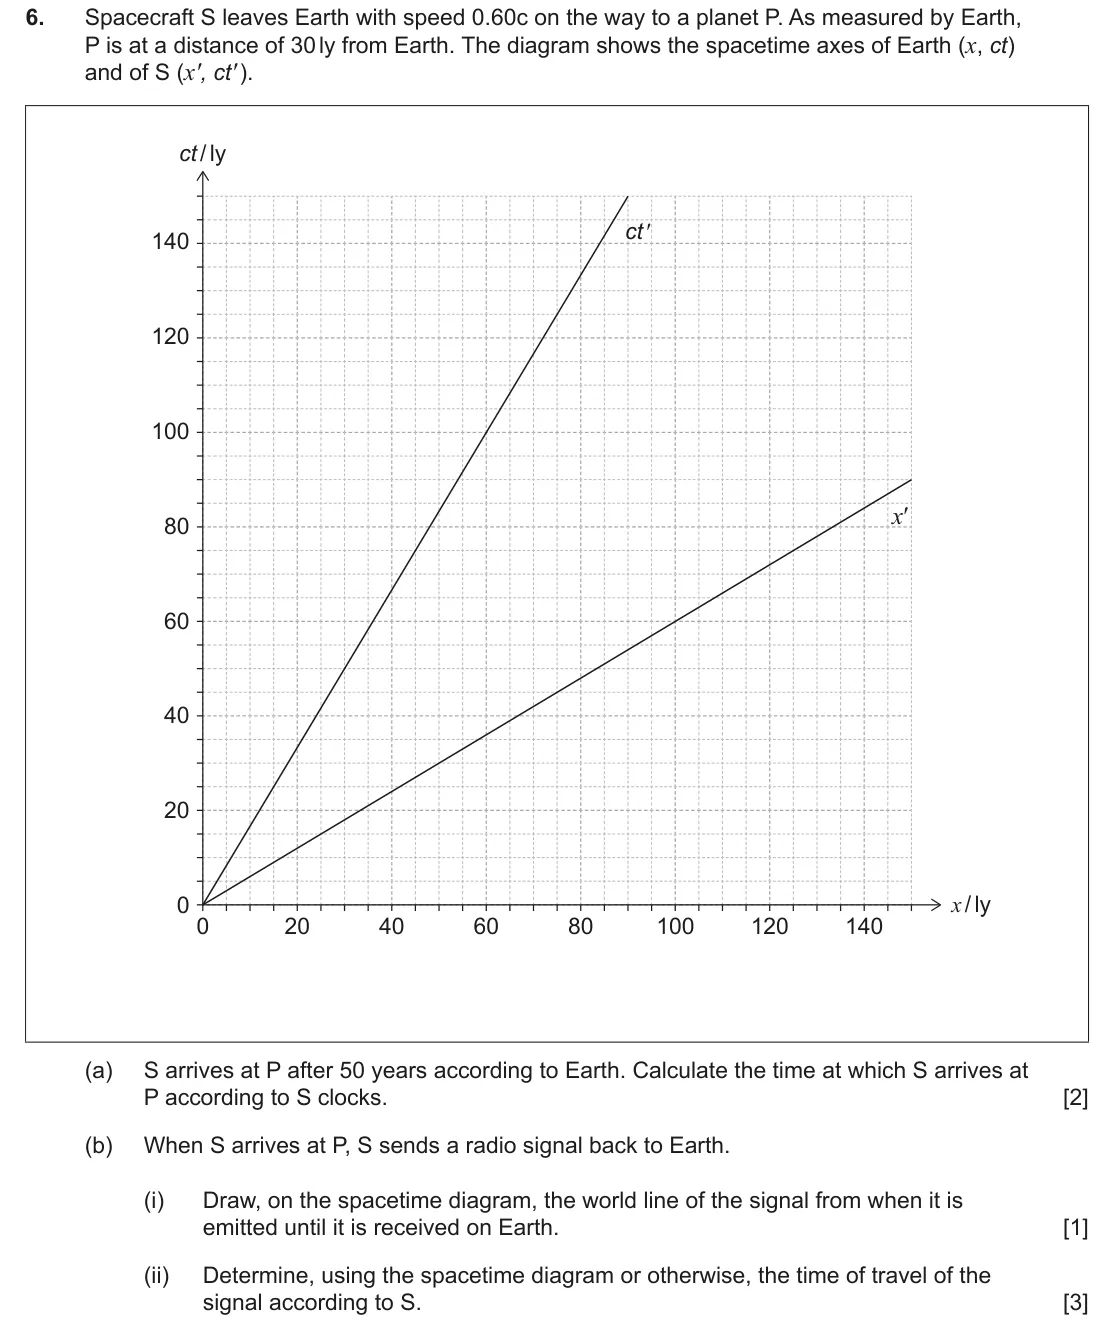 6. Spacecraft S leaves Earth with speed 0.60c on the way to a planet P. As measured by Earth,
P is at a distance of 30 ly from Earth. The diagram shows the spacetime axes of Earth (x, ct)
and of S (x′, ct′).
ct / ly
ct′
140
120
100
80
x′
60
40
20
0
x / ly
0 20 40 60 80 100 120 140
(a) S arrives at P after 50 years according to Earth. Calculate the time at which S arrives at
P according to S clocks. [2]
(b) When S arrives at P, S sends a radio signal back to Earth.
(i) Draw, on the spacetime diagram, the world line of the signal from when it is
emitted until it is received on Earth. [1]
(ii) Determine, using the spacetime diagram or otherwise, the time of travel of the
signal according to S. [3]